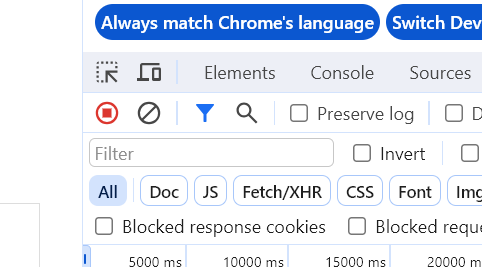 Always match Chrome's language Switch Dev
Elements Console Sources
Preserve log D
Filter Invert
All Doc JS Fetch/XHR CSS Font Img
Blocked response cookies Blocked reque
5000 ms 10000 ms 15000 ms 20000 m